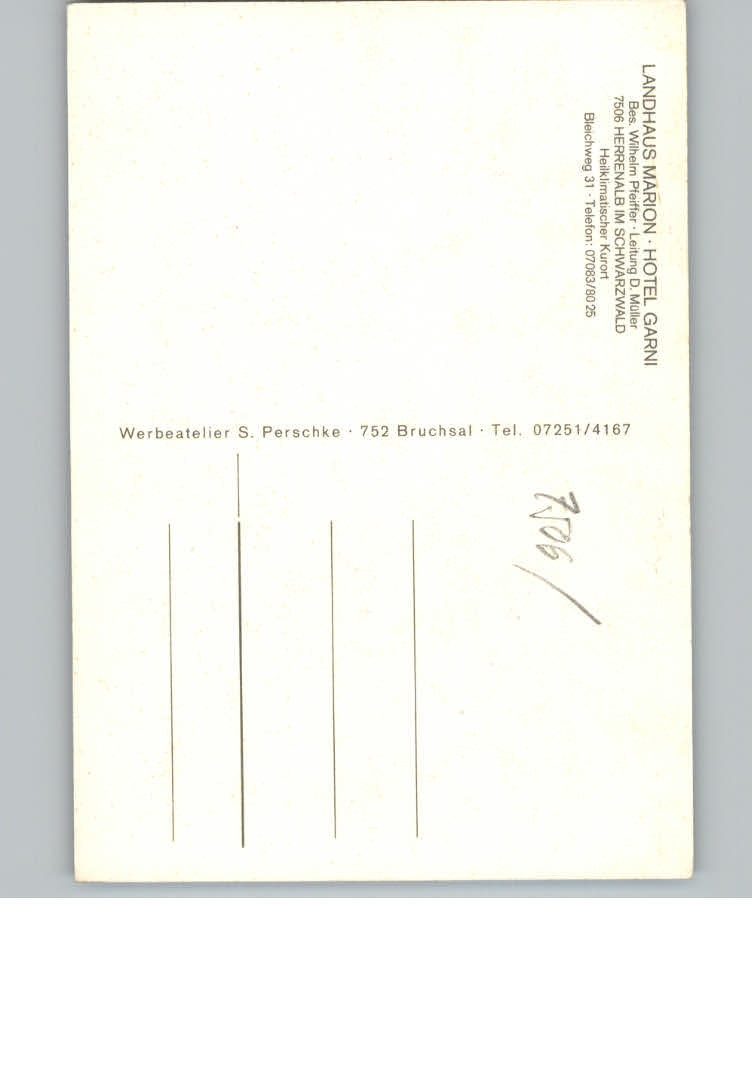 LANDHAUS MARION · HOTEL GARNI
Bes. Wilhelm Pfeiffer · Leitung D. Müller
7506 HERRENALB IM SCHWARZWALD
Heilklimatischer Kurort
Bleichweg 31 · Telefon: 07083/8025
Werbeatelier S. Perschke · 752 Bruchsal · Tel. 07251/4167
7506/